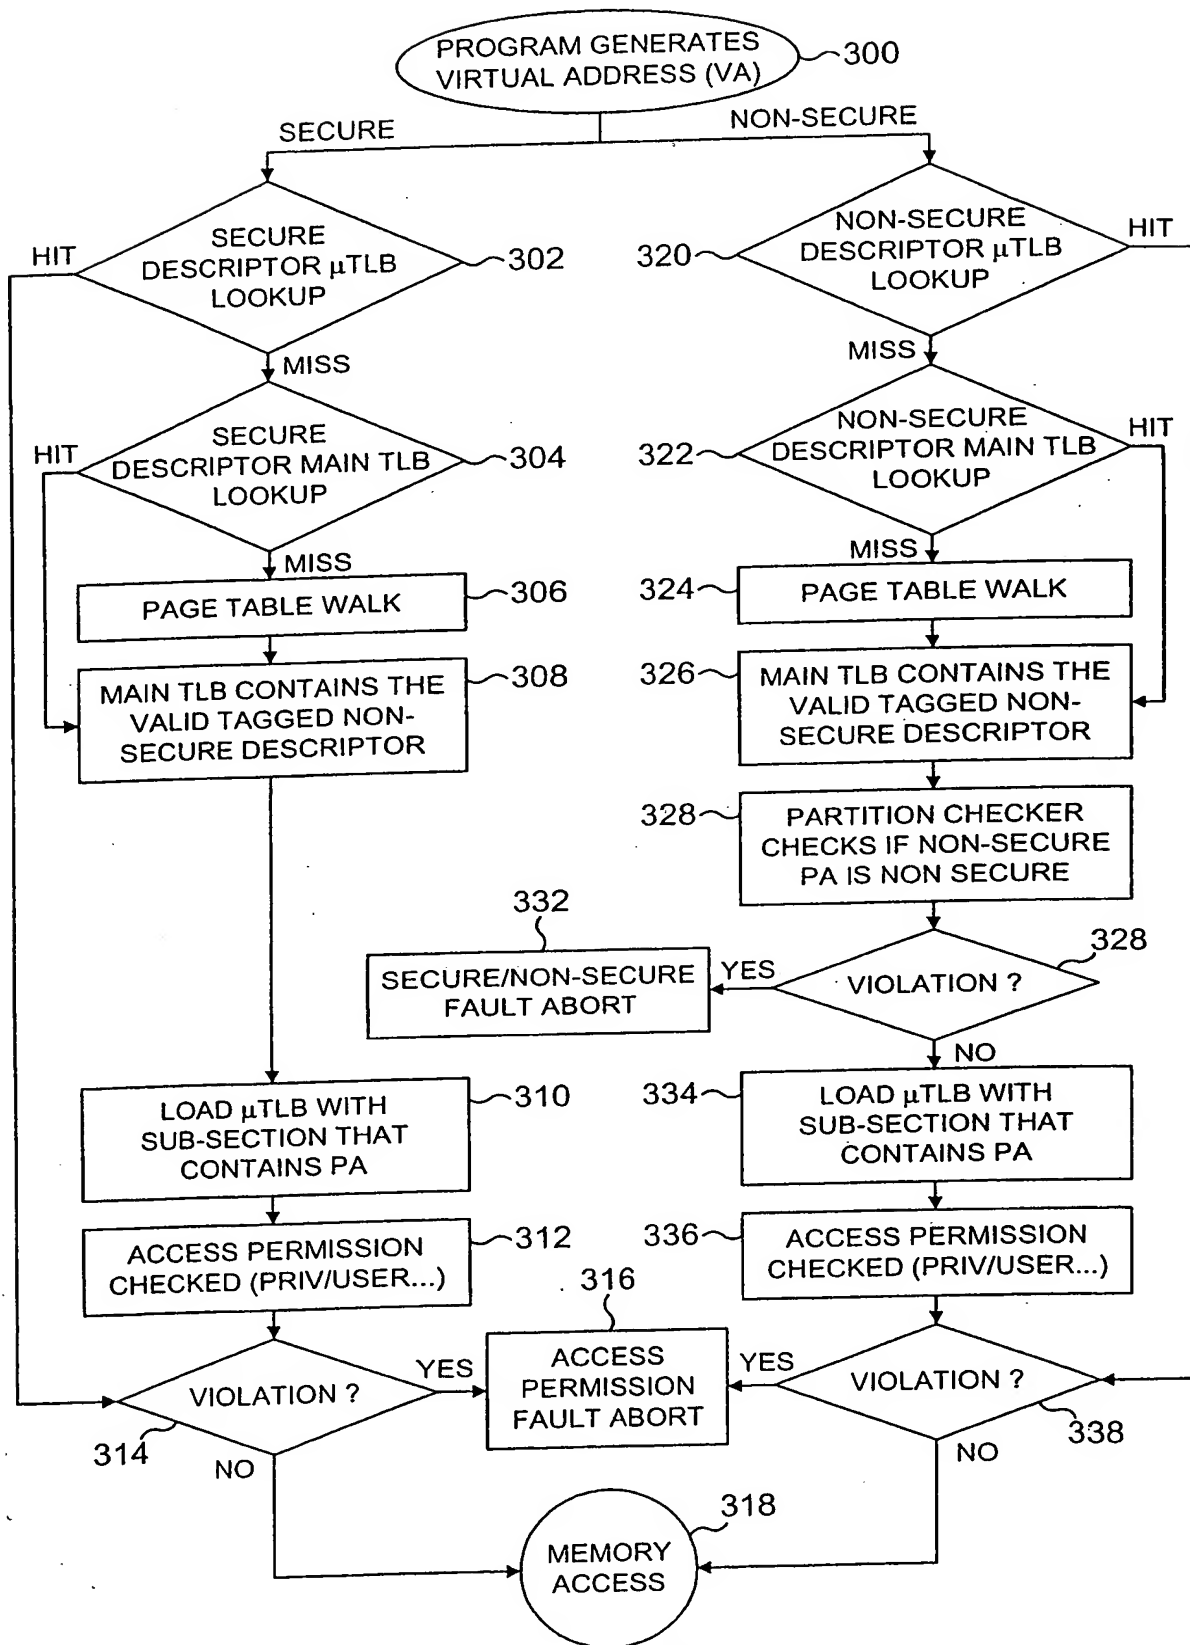 PROGRAM GENERATES
VIRTUAL ADDRESS (VA)
300
SECURE
NON-SECURE
HIT
SECURE
DESCRIPTOR μTLB
LOOKUP
302
320
NON-SECURE
DESCRIPTOR μTLB
LOOKUP
HIT
MISS
MISS
HIT
SECURE
DESCRIPTOR MAIN TLB
LOOKUP
304
322
NON-SECURE
DESCRIPTOR MAIN TLB
LOOKUP
HIT
MISS
MISS
PAGE TABLE WALK
306
324
PAGE TABLE WALK
MAIN TLB CONTAINS THE
VALID TAGGED NON-
SECURE DESCRIPTOR
308
326
MAIN TLB CONTAINS THE
VALID TAGGED NON-
SECURE DESCRIPTOR
328
PARTITION CHECKER
CHECKS IF NON-SECURE
PA IS NON SECURE
332
SECURE/NON-SECURE
FAULT ABORT
YES
VIOLATION ?
328
NO
LOAD μTLB WITH
SUB-SECTION THAT
CONTAINS PA
310
334
LOAD μTLB WITH
SUB-SECTION THAT
CONTAINS PA
ACCESS PERMISSION
CHECKED (PRIV/USER...)
312
336
ACCESS PERMISSION
CHECKED (PRIV/USER...)
316
VIOLATION ?
YES
ACCESS
PERMISSION
FAULT ABORT
YES
VIOLATION ?
314
338
NO
NO
318
MEMORY
ACCESS